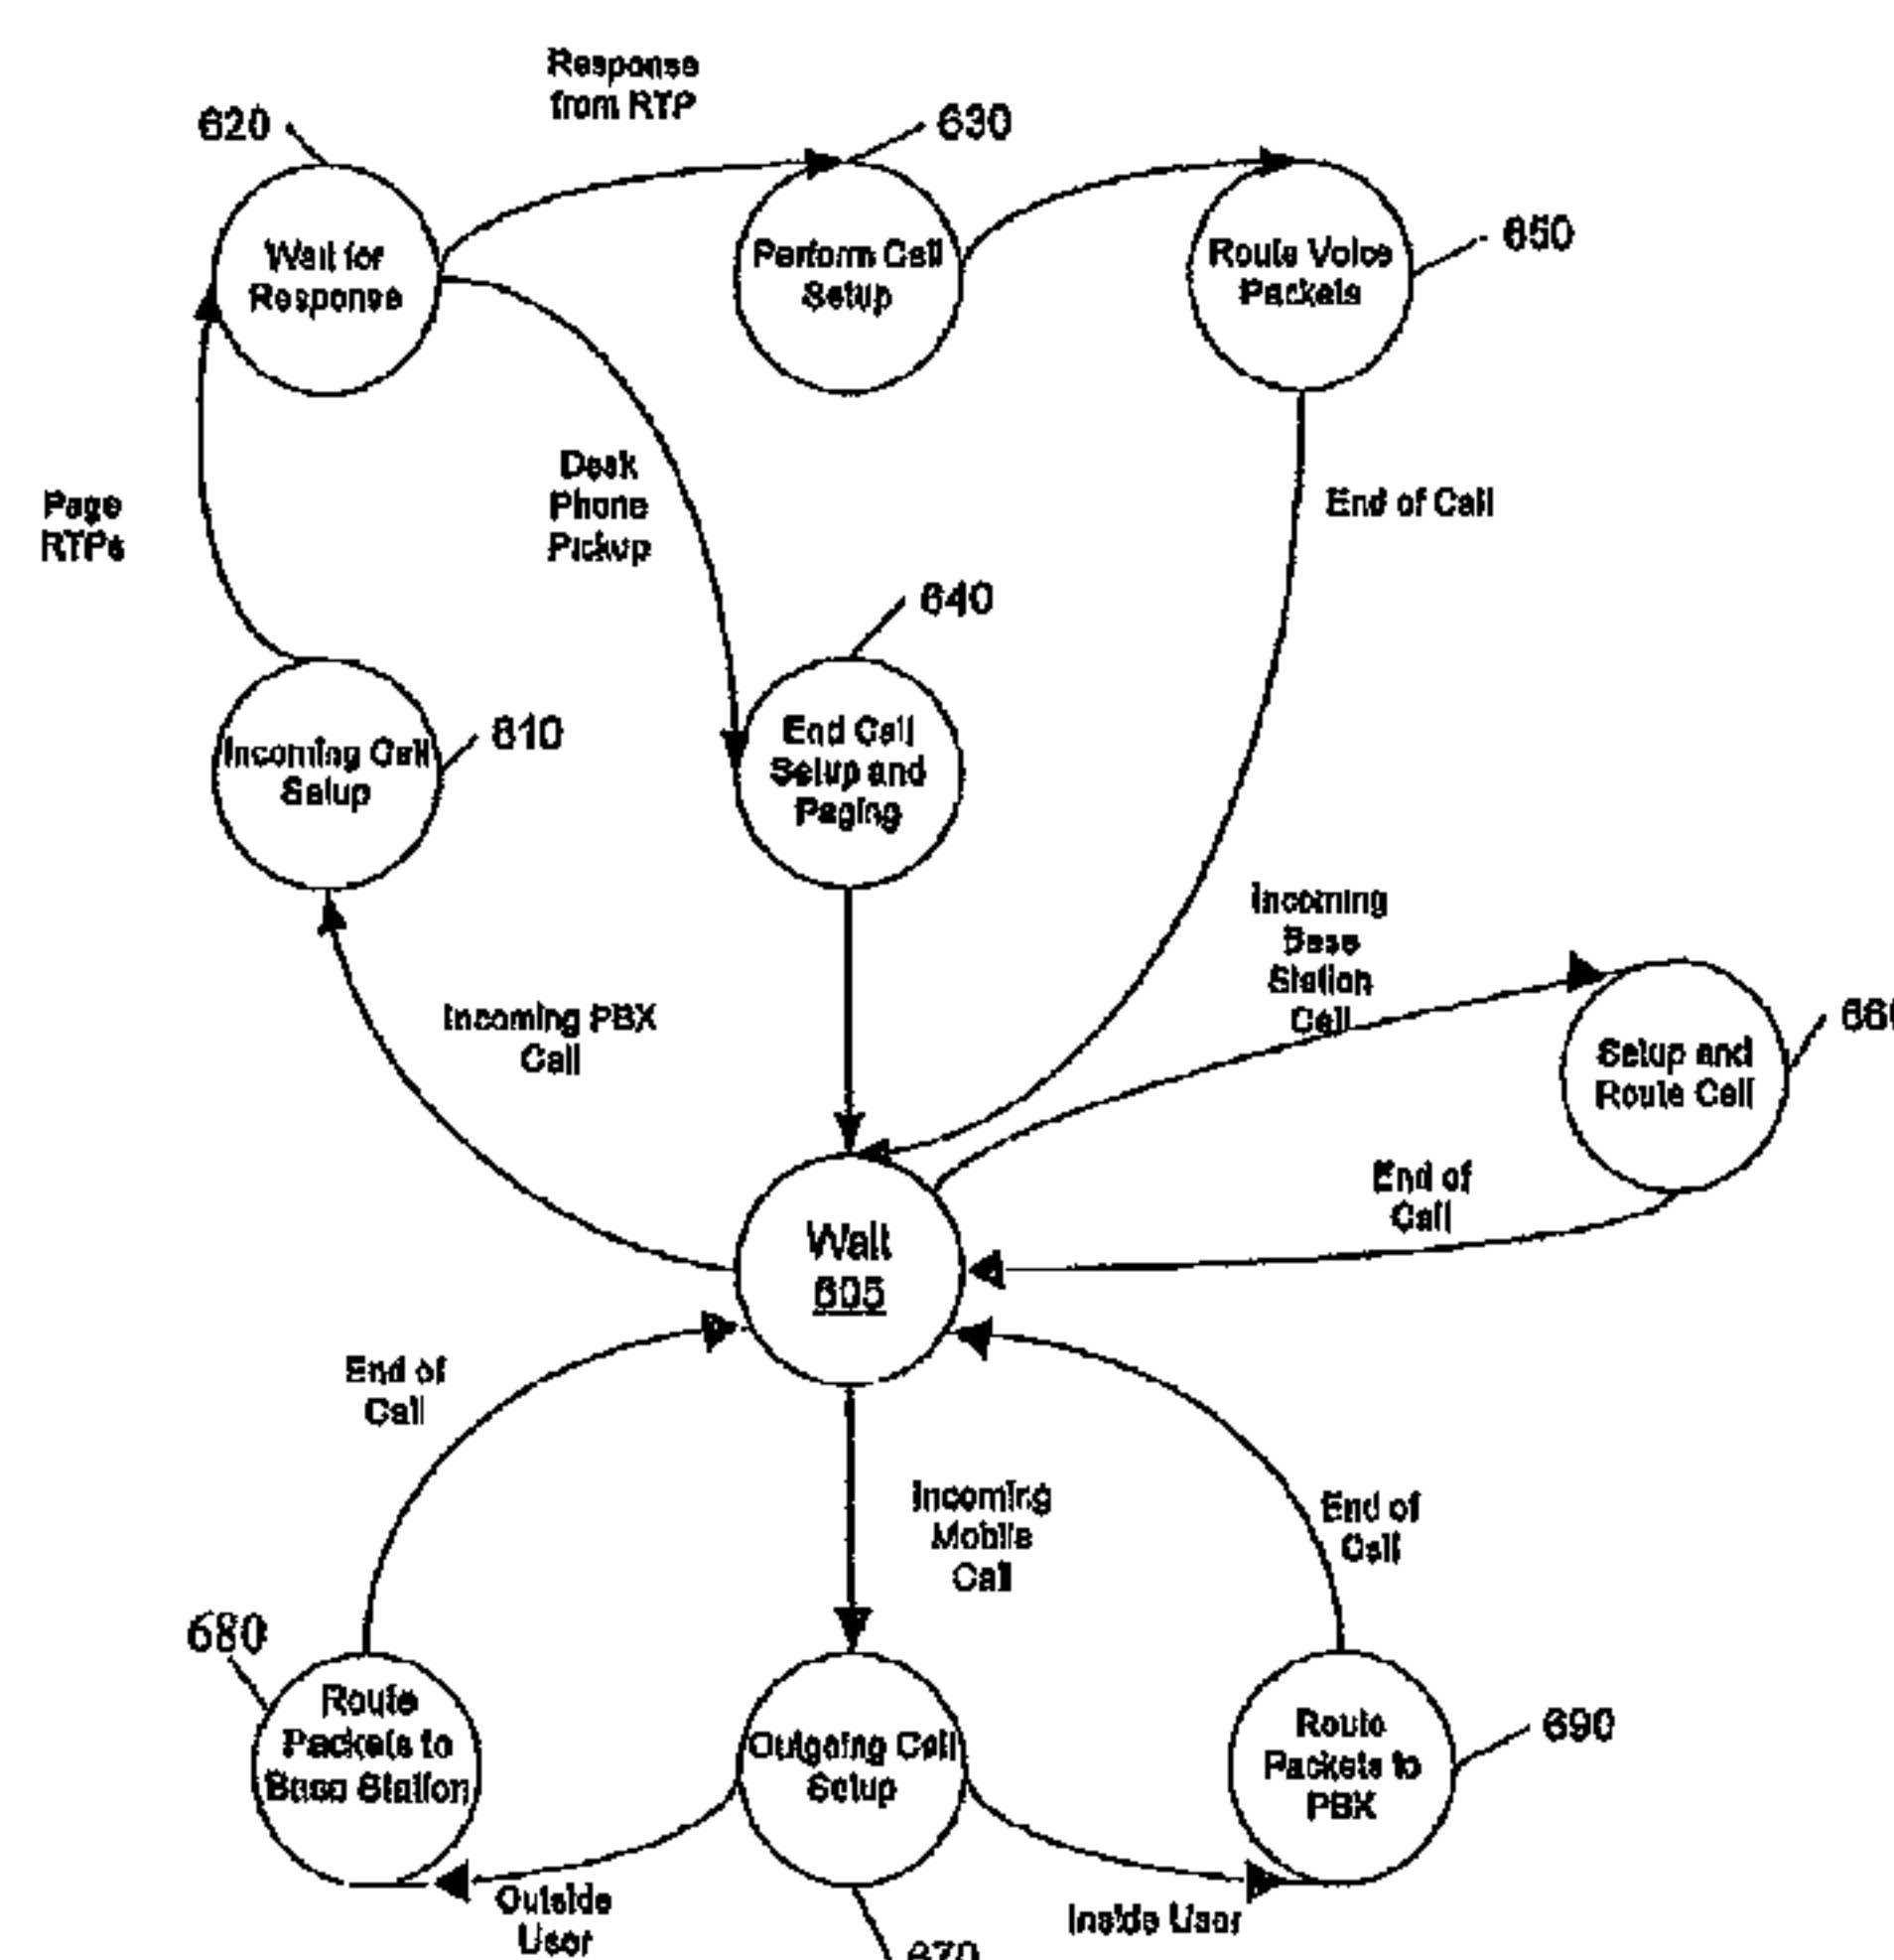 Response
from RTP
620
630
650
Wait for
Response
Perform Call
Setup
Route Voice
Packets
Page
RTPs
Desk
Phone
Pickup
End of Call
640
610
Incoming Call
Setup
End Call
Setup and
Paging
Incoming
Base
Station
Call
Incoming PBX
Call
Setup and
Route Call
End of
Call
Wait
605
End of
Call
Incoming
Mobile
Call
End of
Call
680
Route
Packets to
Base Station
Outgoing Call
Setup
Route
Packets to
PBX
690
Outside
User
Inside User
670